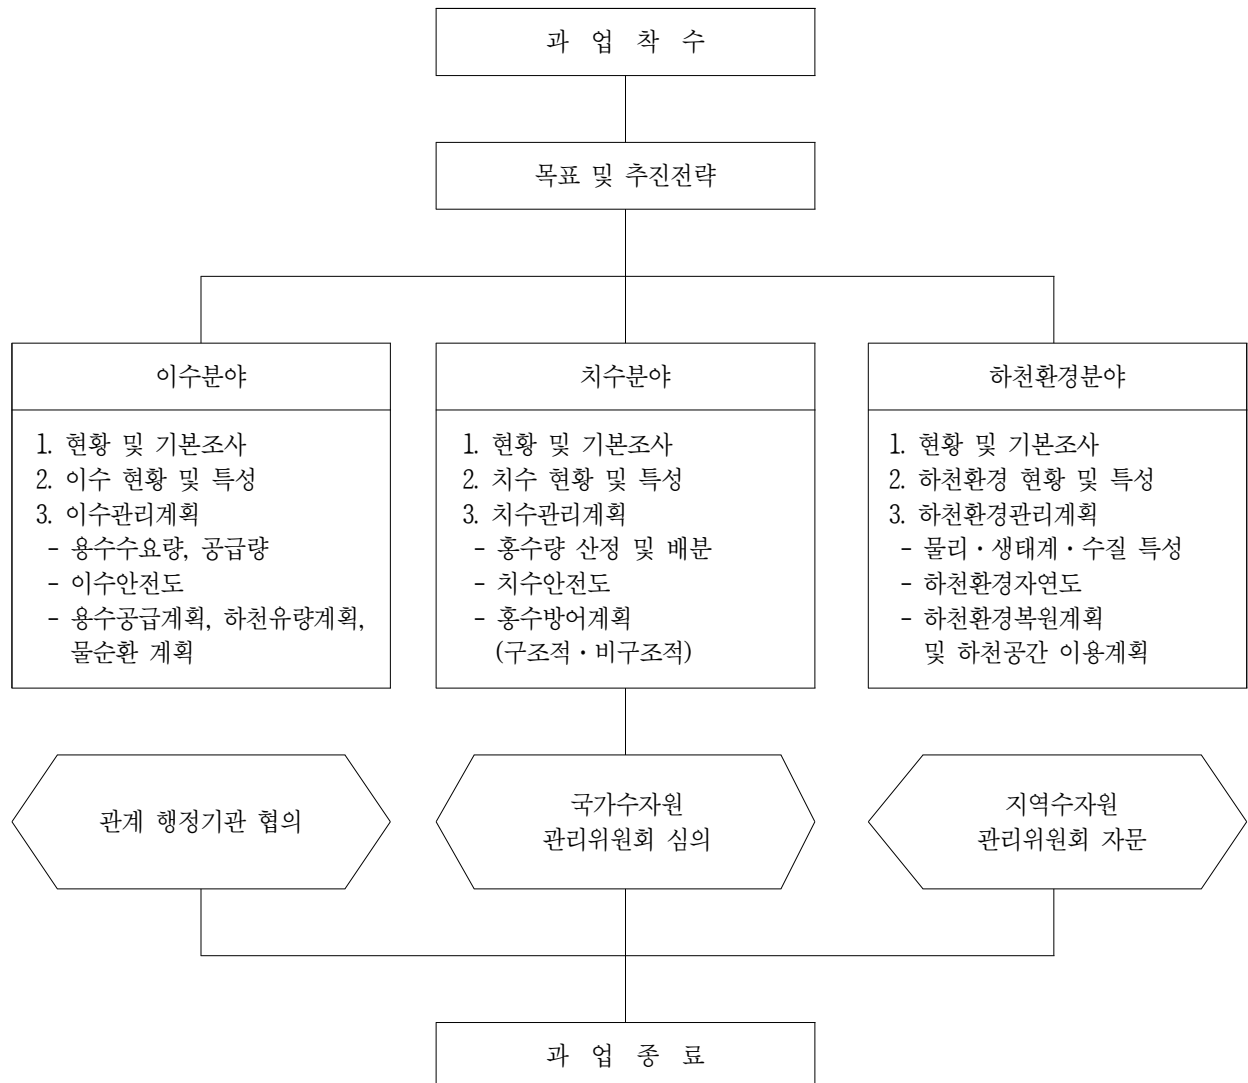 과 업 착 수
목표 및 추진전략
이수분야
1. 현황 및 기본조사
2. 이수 현황 및 특성
3. 이수관리계획
- 용수수요량, 공급량
- 이수안전도
- 용수공급계획, 하천유량계획,
물순환 계획
치수분야
1. 현황 및 기본조사
2. 치수 현황 및 특성
3. 치수관리계획
- 홍수량 산정 및 배분
- 치수안전도
- 홍수방어계획
(구조적・비구조적)
하천환경분야
1. 현황 및 기본조사
2. 하천환경 현황 및 특성
3. 하천환경관리계획
- 물리・생태계・수질 특성
- 하천환경자연도
- 하천환경복원계획
및 하천공간 이용계획
관계 행정기관 협의
국가수자원
관리위원회 심의
지역수자원
관리위원회 자문
과 업 종 료